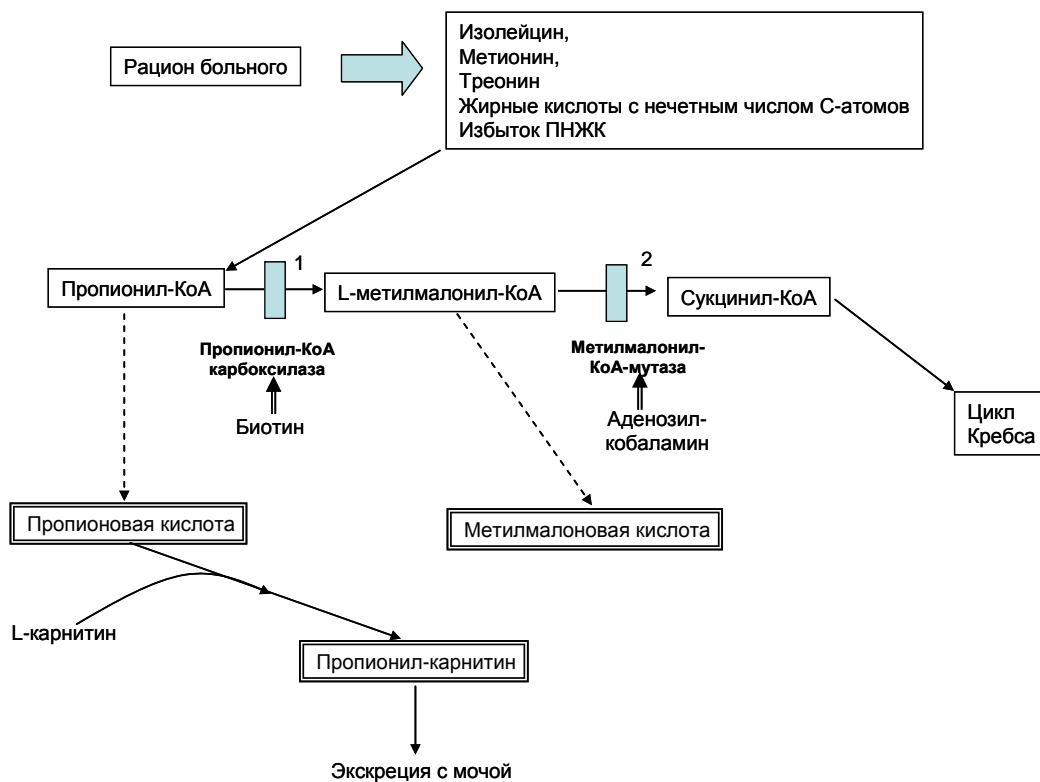 Рацион больного
Изолейцин,
Метионин,
Треонин
Жирные кислоты с нечетным числом С-атомов
Избыток ПНЖК
Пропионил-КоА
1
L-метилмалонил-КоА
2
Сукцинил-КоА
Пропионил-КоА
карбоксилаза
Биотин
Метилмалонил-
КоА-мутаза
Аденозил-
кобаламин
Цикл
Кребса
Пропионовая кислота
Метилмалоновая кислота
L-карнитин
Пропионил-карнитин
Экскреция с мочой